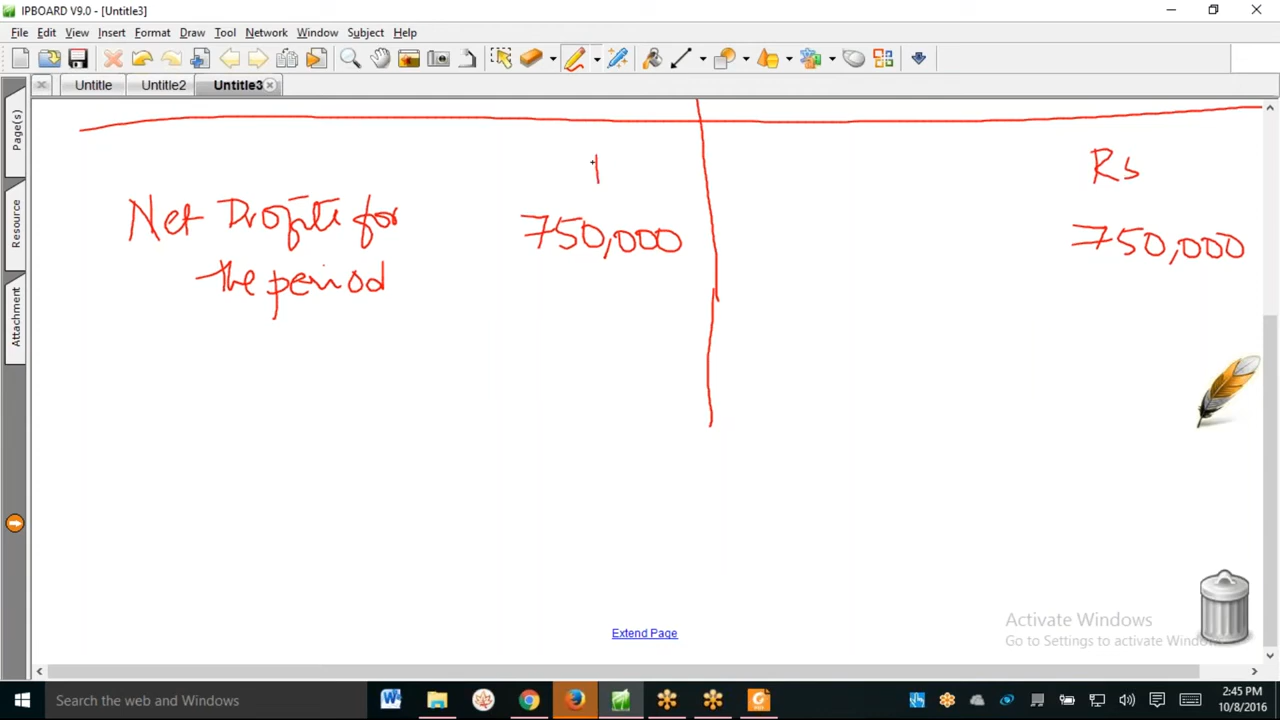 IPBOARD V9.0 - [Untitle3]
File Edit View Insert Format Draw Tool Network Window Subject Help
Untitle Untitle2 Untitle3
Page(s)
Resource
Attachment
Rs
Net Profits for 750,000 750,000
the period
Extend Page
Activate Windows
Go to Settings to activate Windows
Search the web and Windows
2:45 PM
10/8/2016